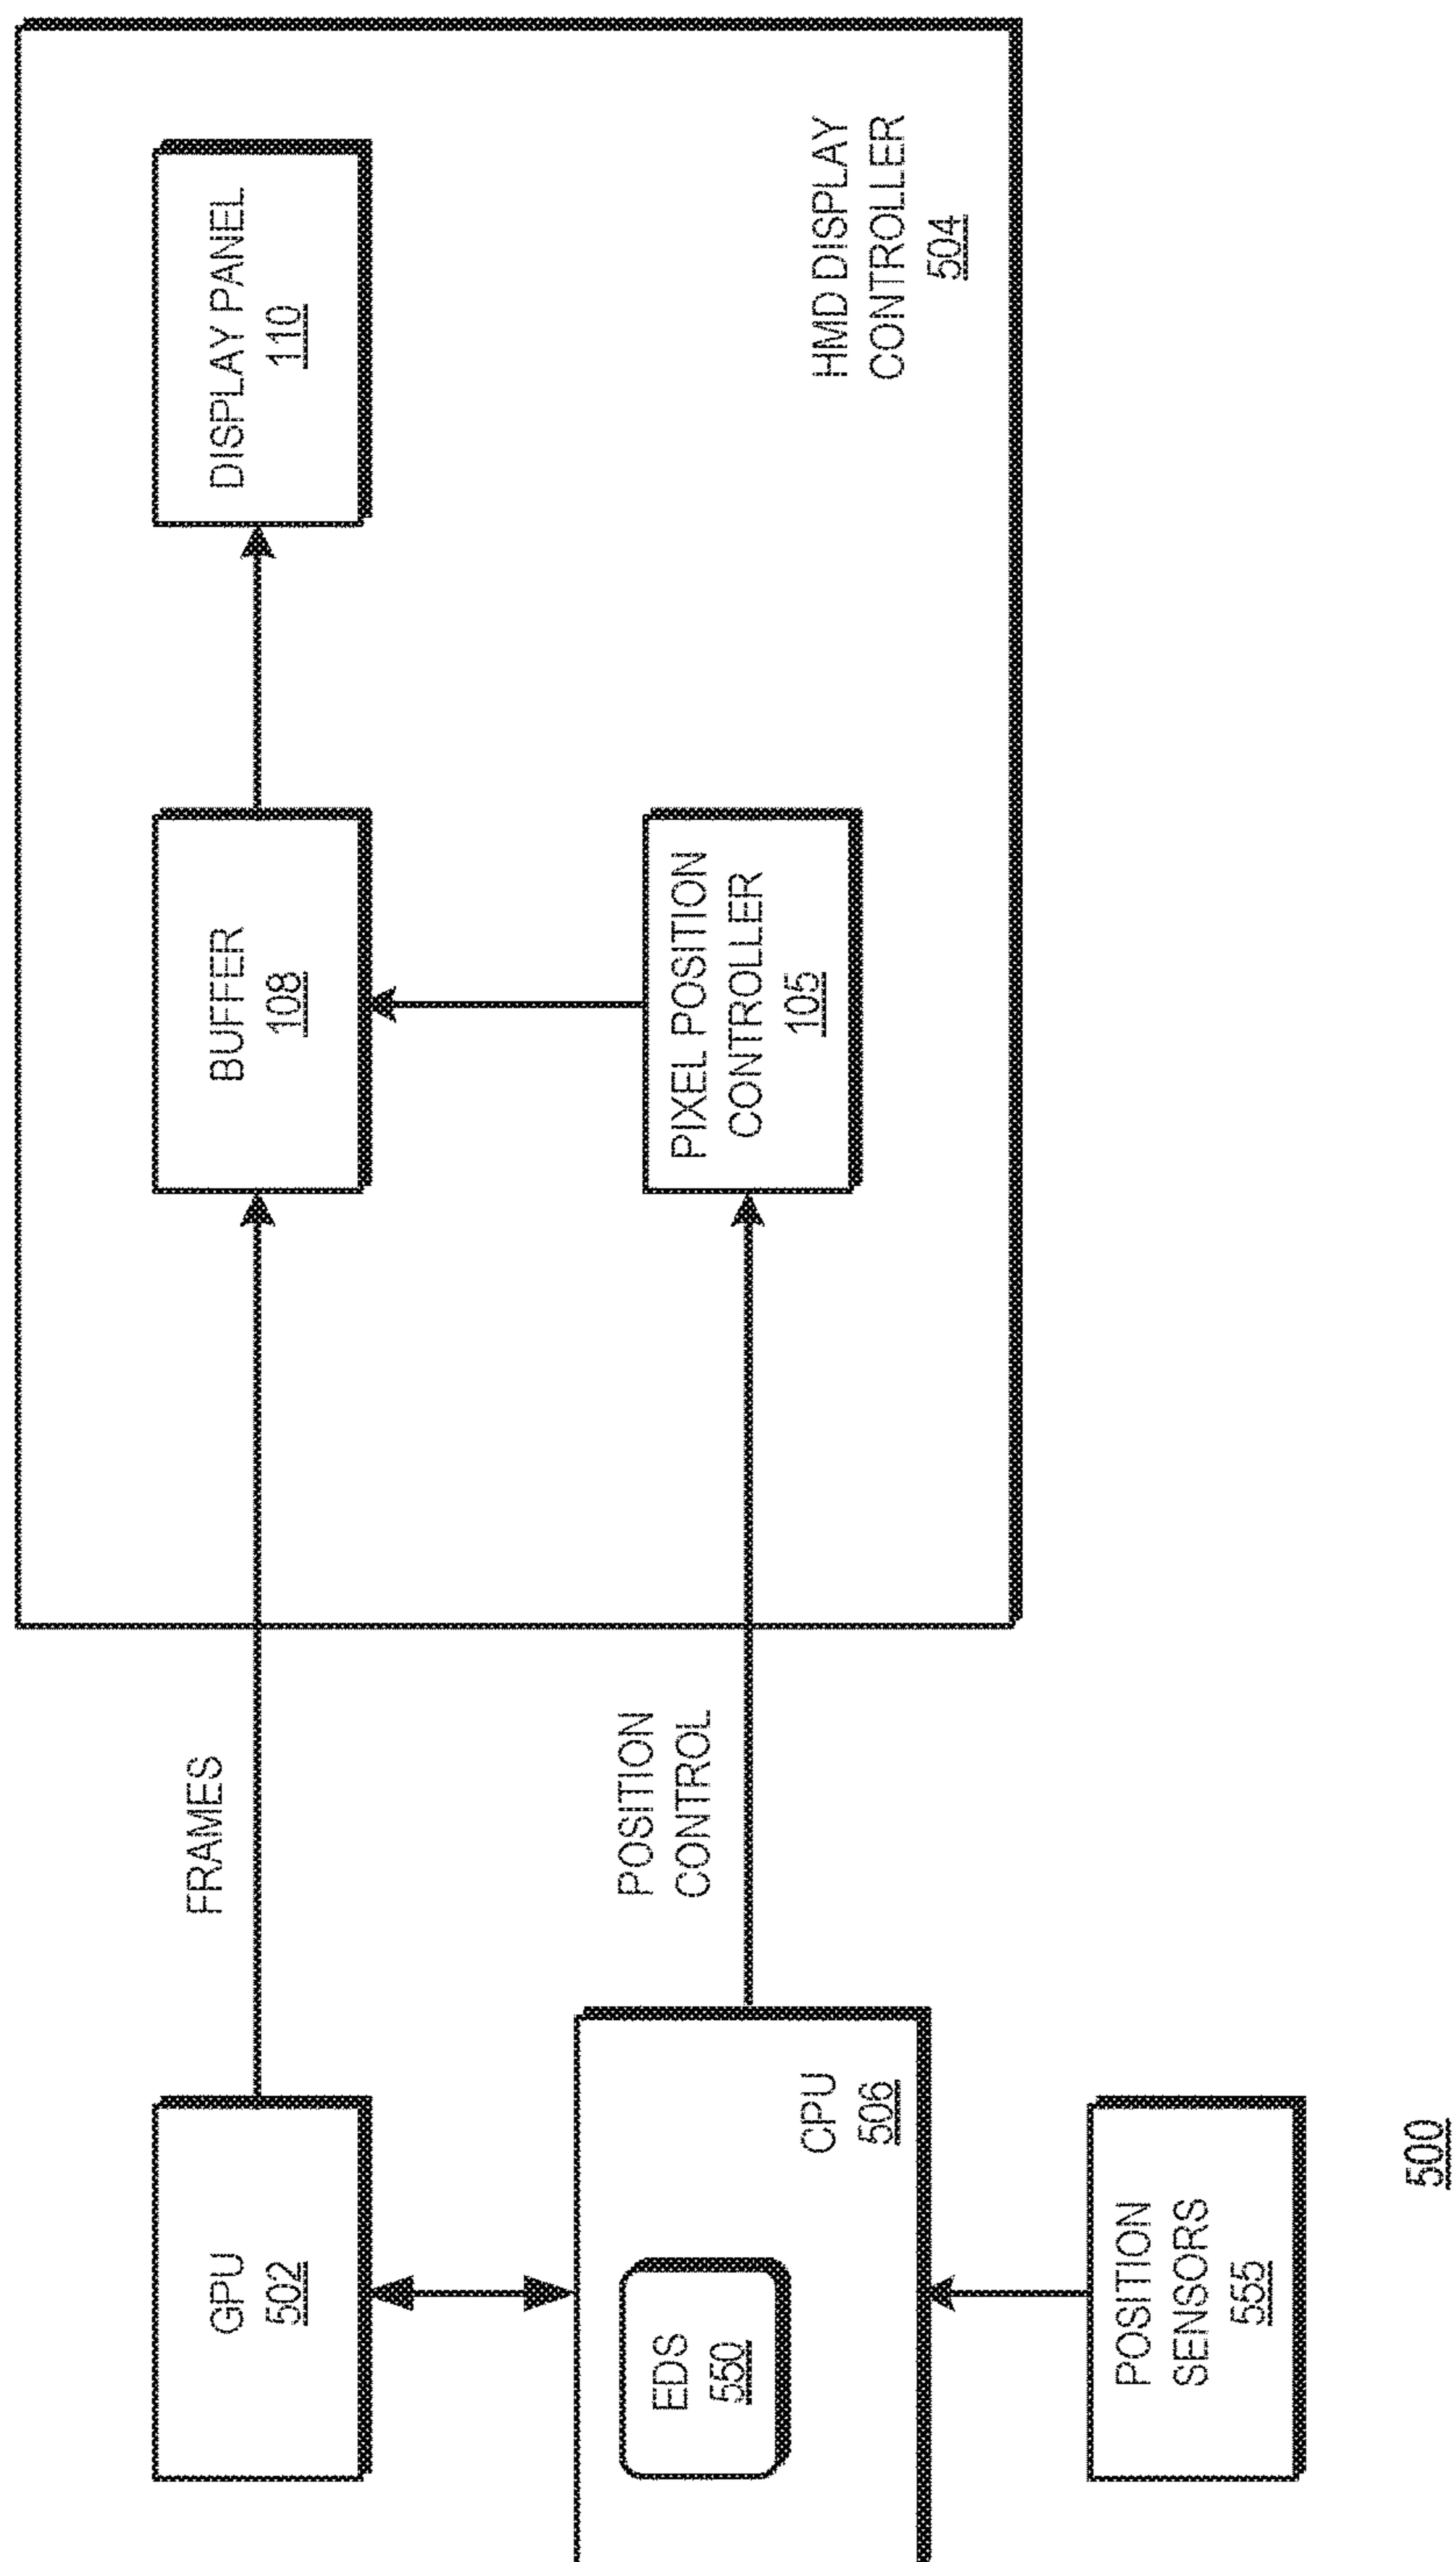 GPU
502
FRAMES
BUFFER
108
DISPLAY PANEL
110
EDS
550
CPU
506
POSITION
CONTROL
PIXEL POSITION
CONTROLLER
105
HMD DISPLAY
CONTROLLER
504
POSITION
SENSORS
555
500